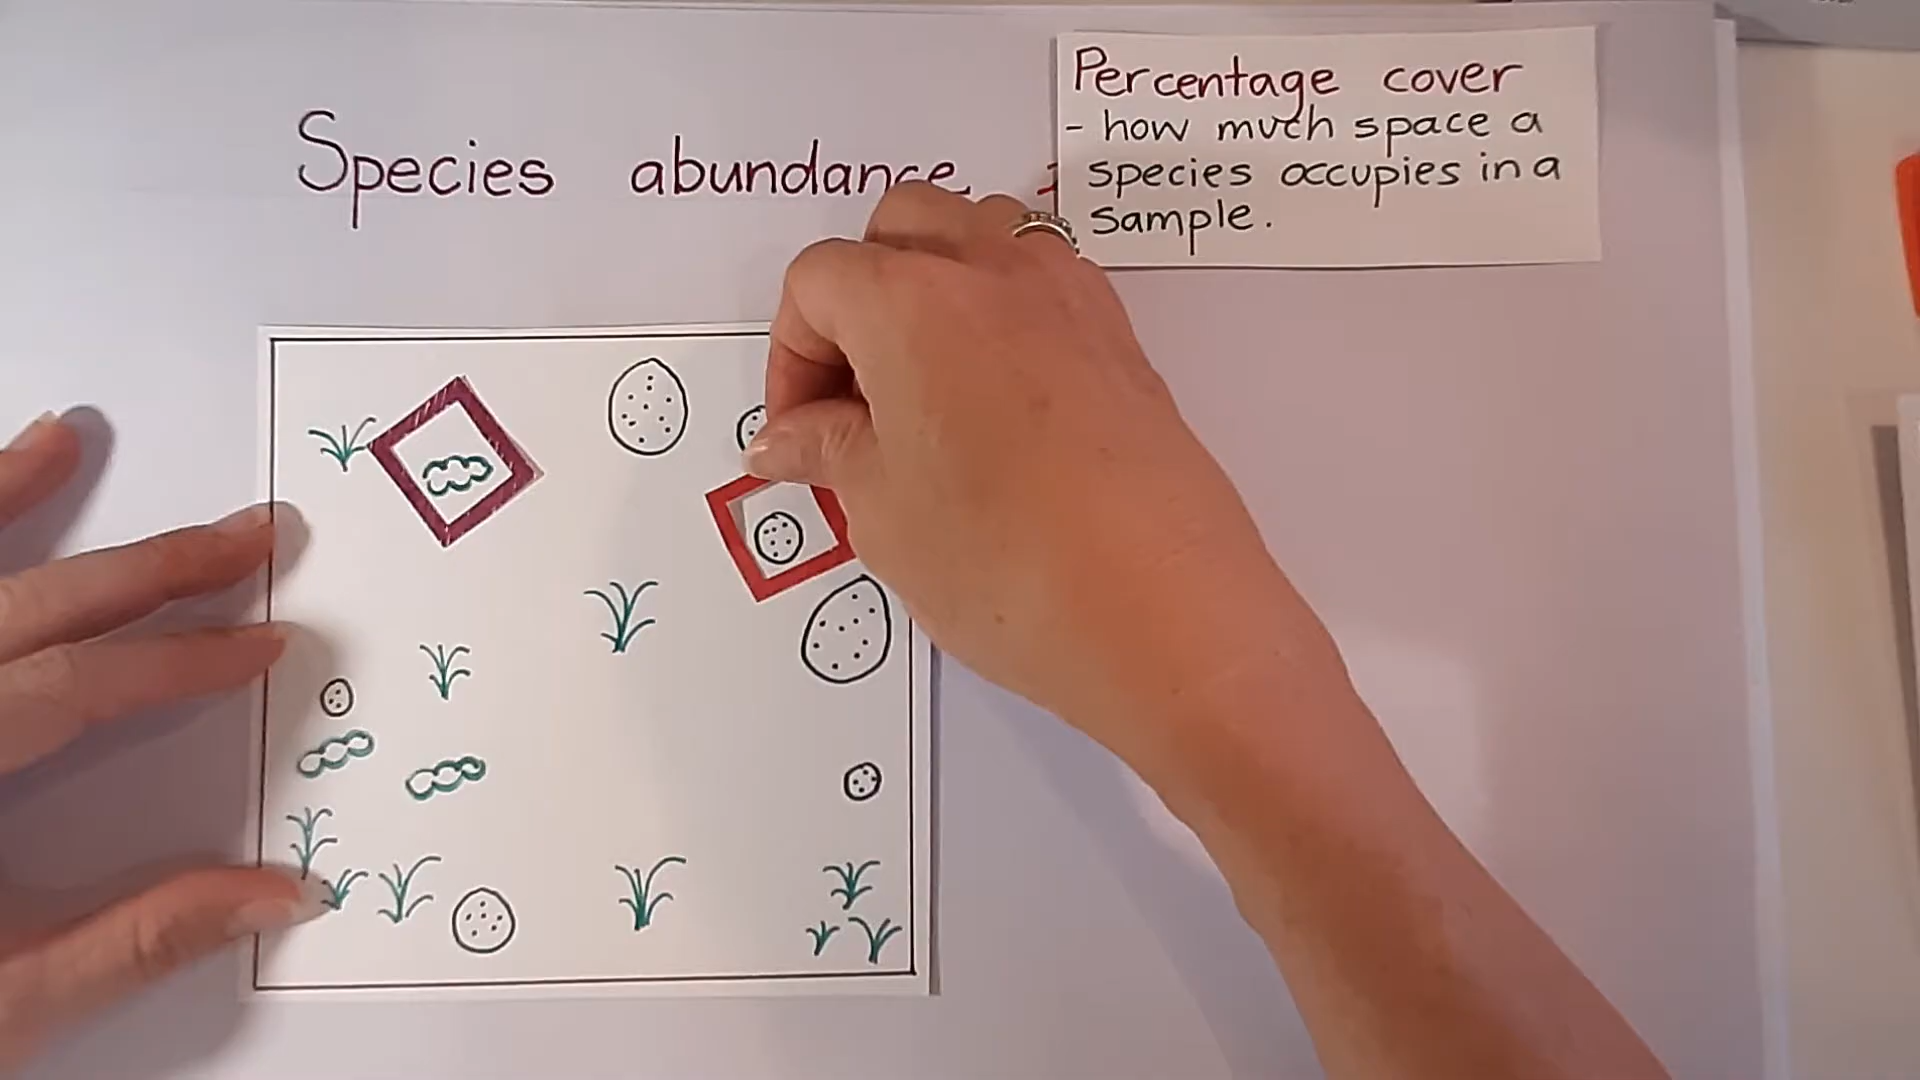 Species abundance
Percentage cover
- how much space a
species occupies in a
sample.